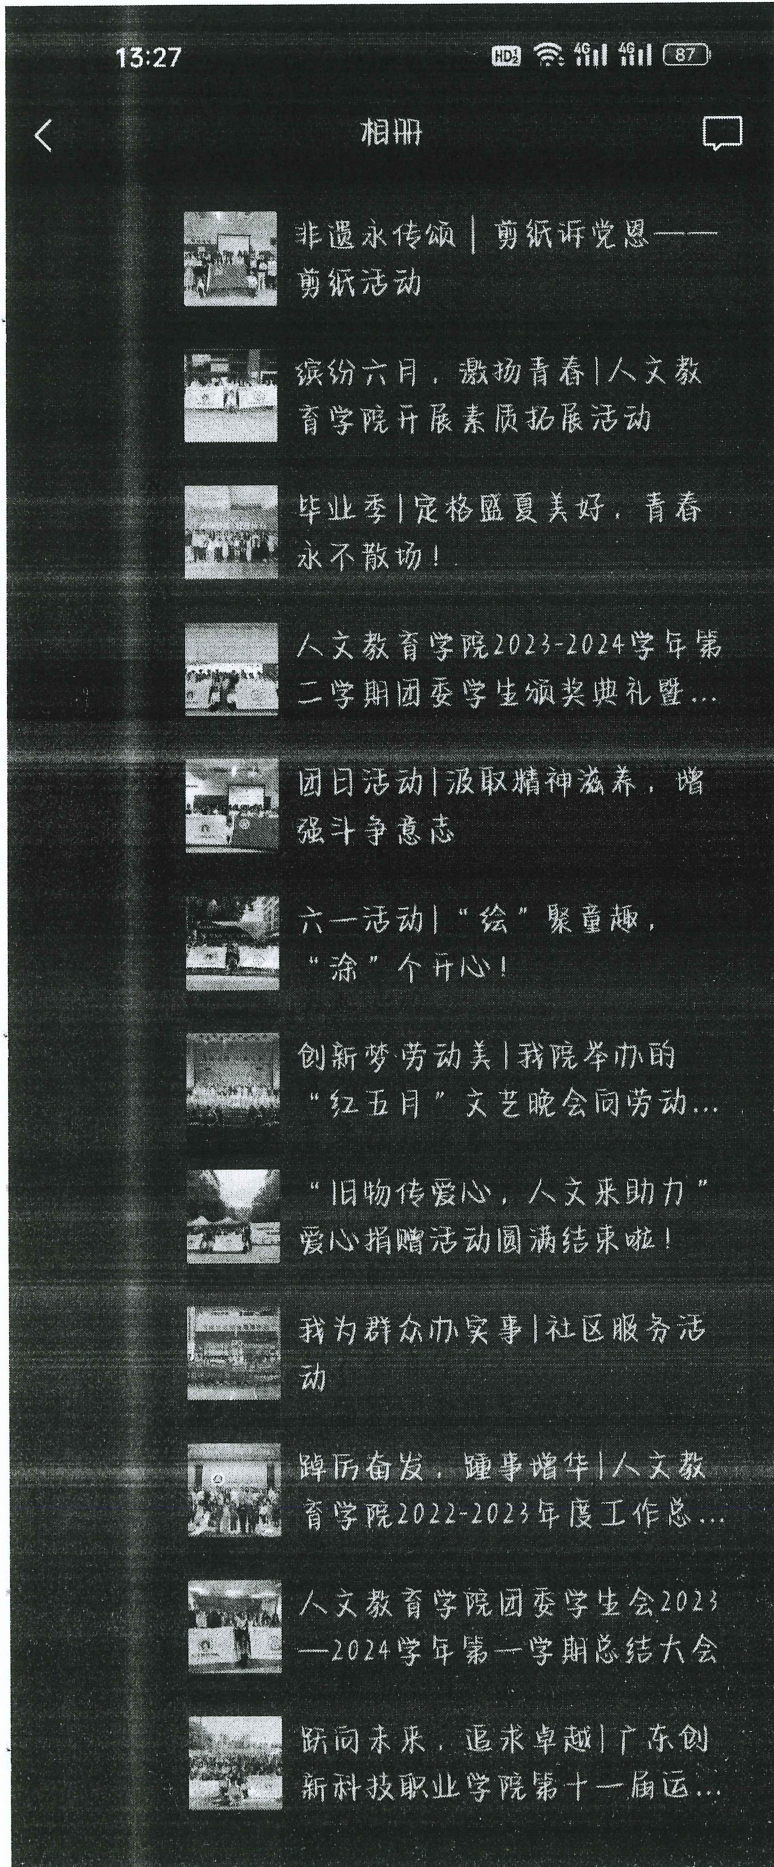 13:27
HD 4G 4G 87
相册
非遗永传颂 | 剪纸诉党恩——
剪纸活动
缤纷六月，激扬青春|人文教
育学院开展素质拓展活动
毕业季|定格盛夏美好，青春
永不散场！
人文教育学院2023-2024学年第
二学期团委学生颁奖典礼暨...
团日活动|汲取精神滋养，增
强斗争意志
六一活动|“绘”聚童趣，
“涂”个开心！
创新梦·劳动美|我院举办的
“红五月”文艺晚会向劳动...
“旧物传爱心，人文来助力”
爱心捐赠活动圆满结束啦！
我为群众办实事|社区服务活
动
踔厉奋发，踵事增华|人文教
育学院2022-2023年度工作总...
人文教育学院团委学生会2023
—2024学年第一学期总结大会
跃向未来，追求卓越|广东创
新科技职业学院第十一届运...